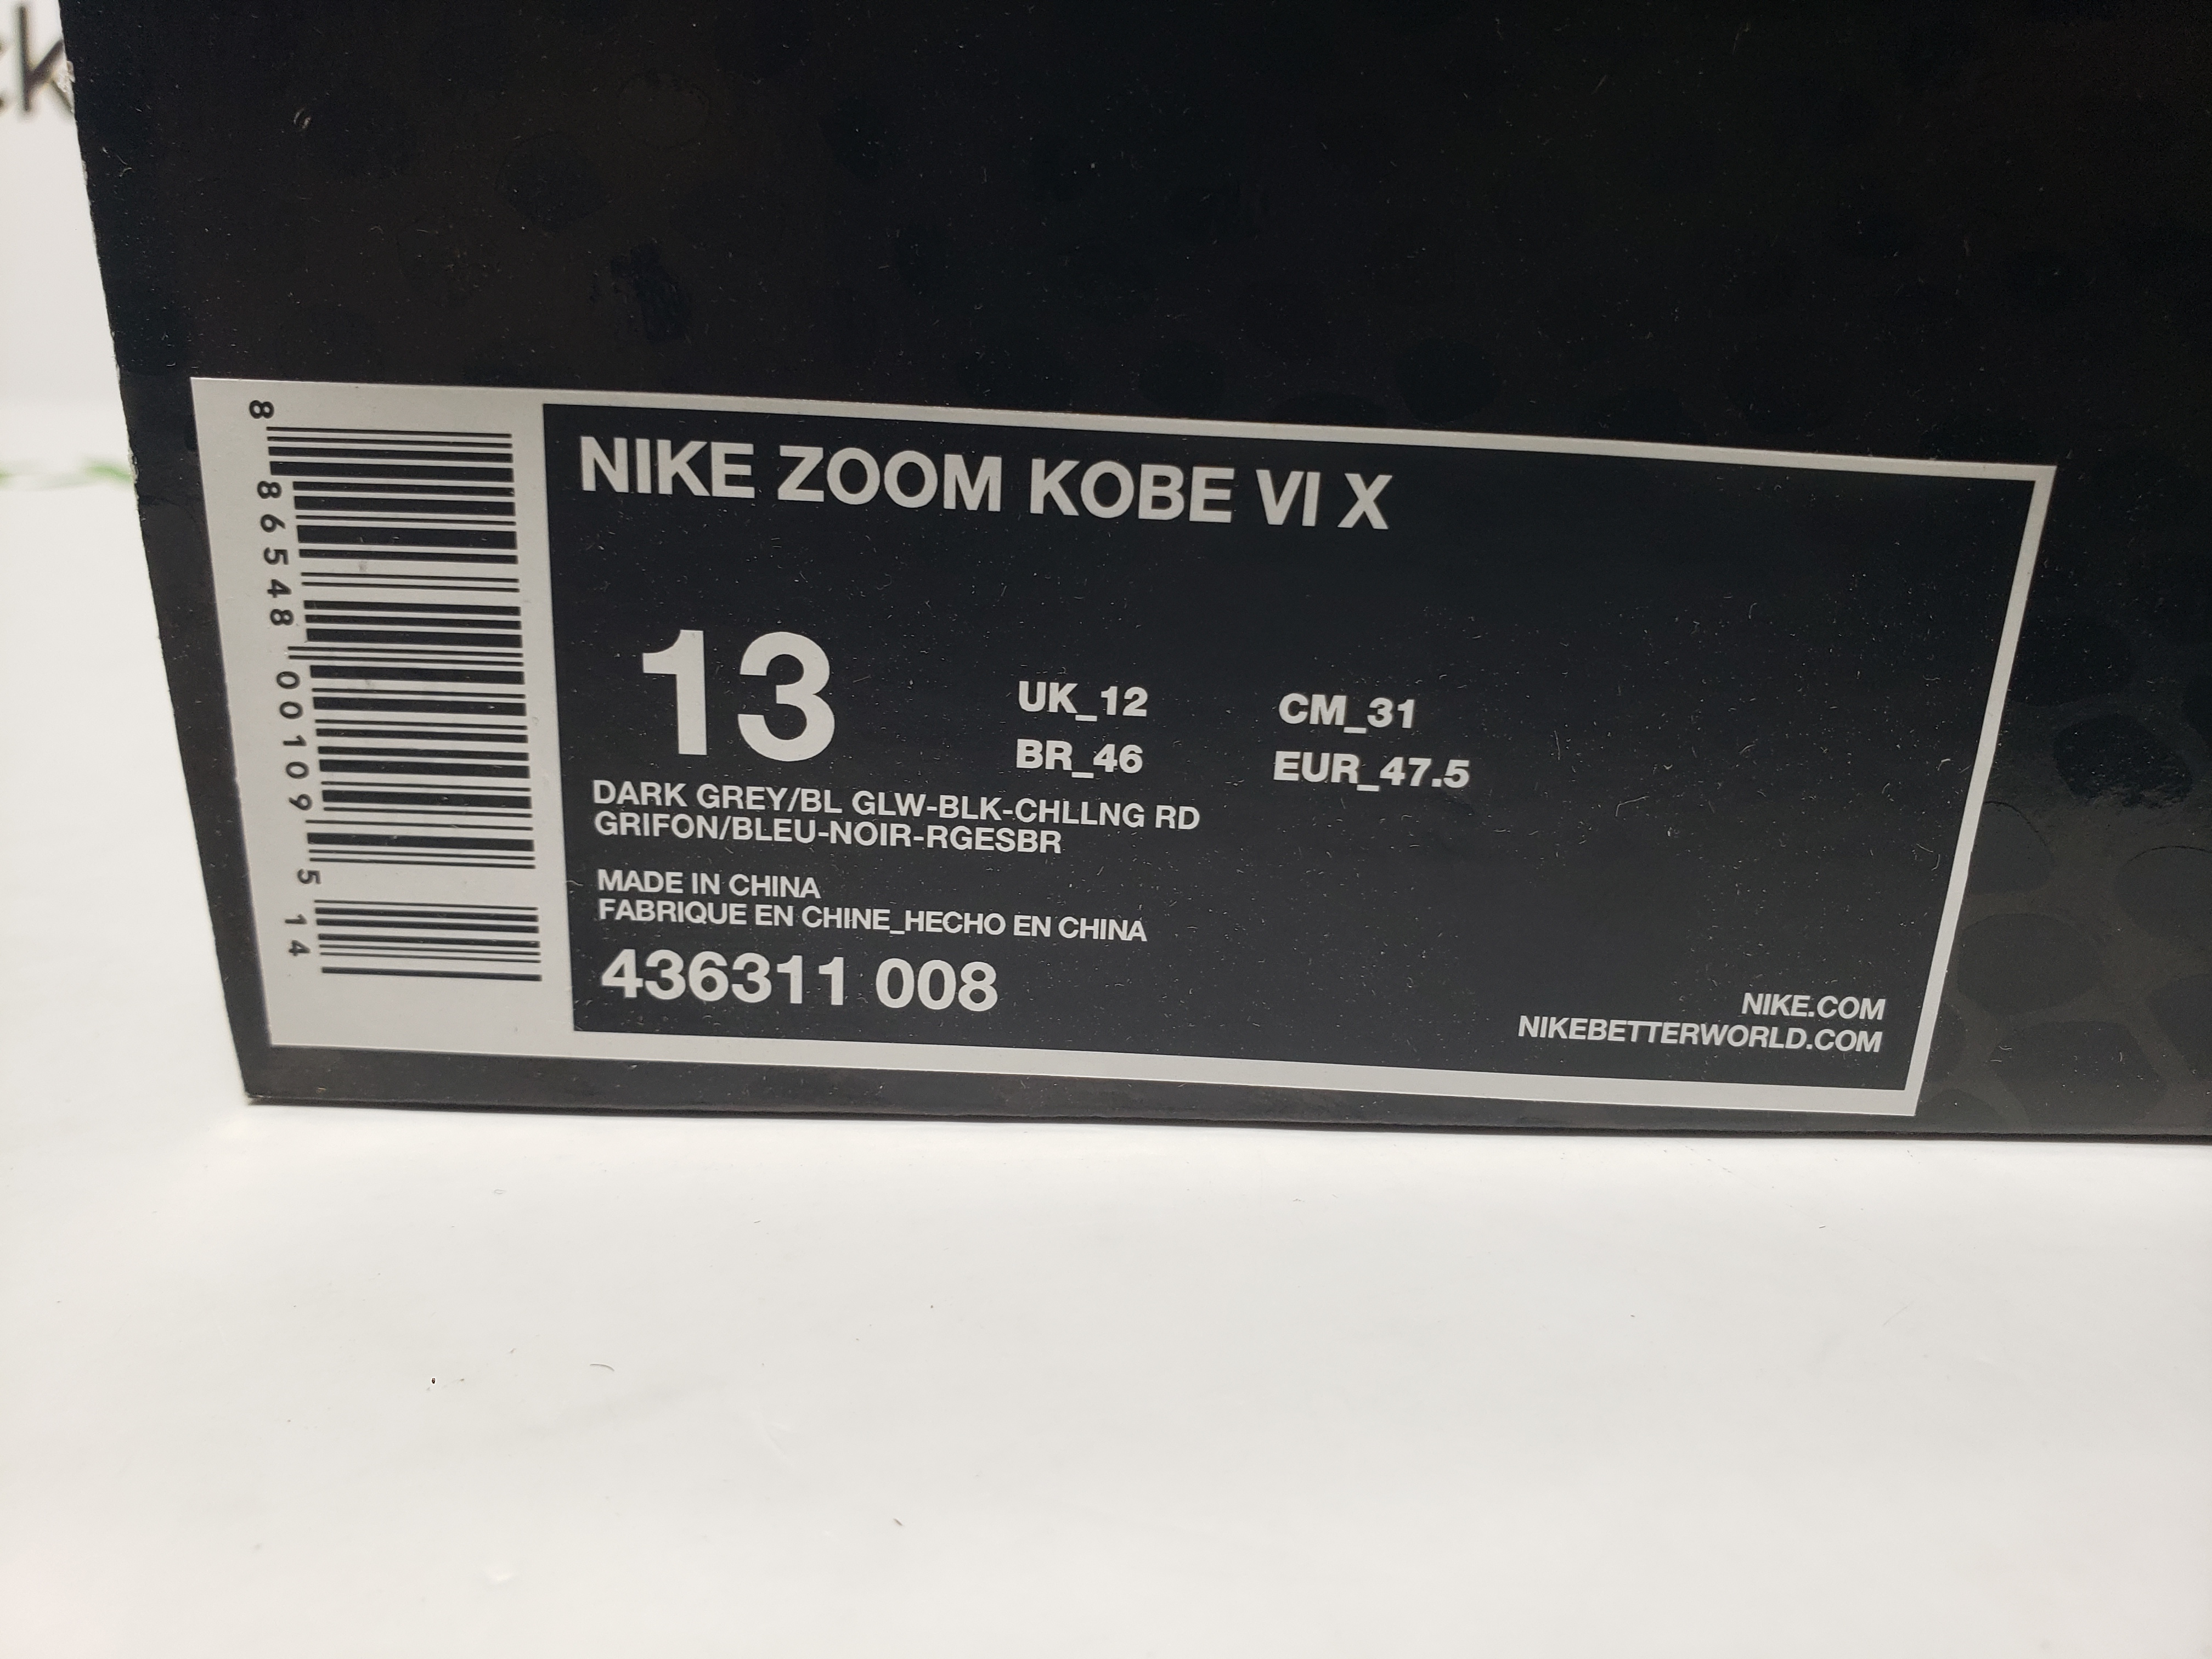 ck
NIKE ZOOM KOBE VI X
13
UK_12 CM_31
BR_46 EUR_47.5
DARK GREY/BL GLW-BLK-CHLLNG RD
GRIFON/BLEU-NOIR-RGESBR
MADE IN CHINA
FABRIQUE EN CHINE_HECHO EN CHINA
436311 008
NIKE.COM
NIKEBETTERWORLD.COM
8 86548 00109 5 14